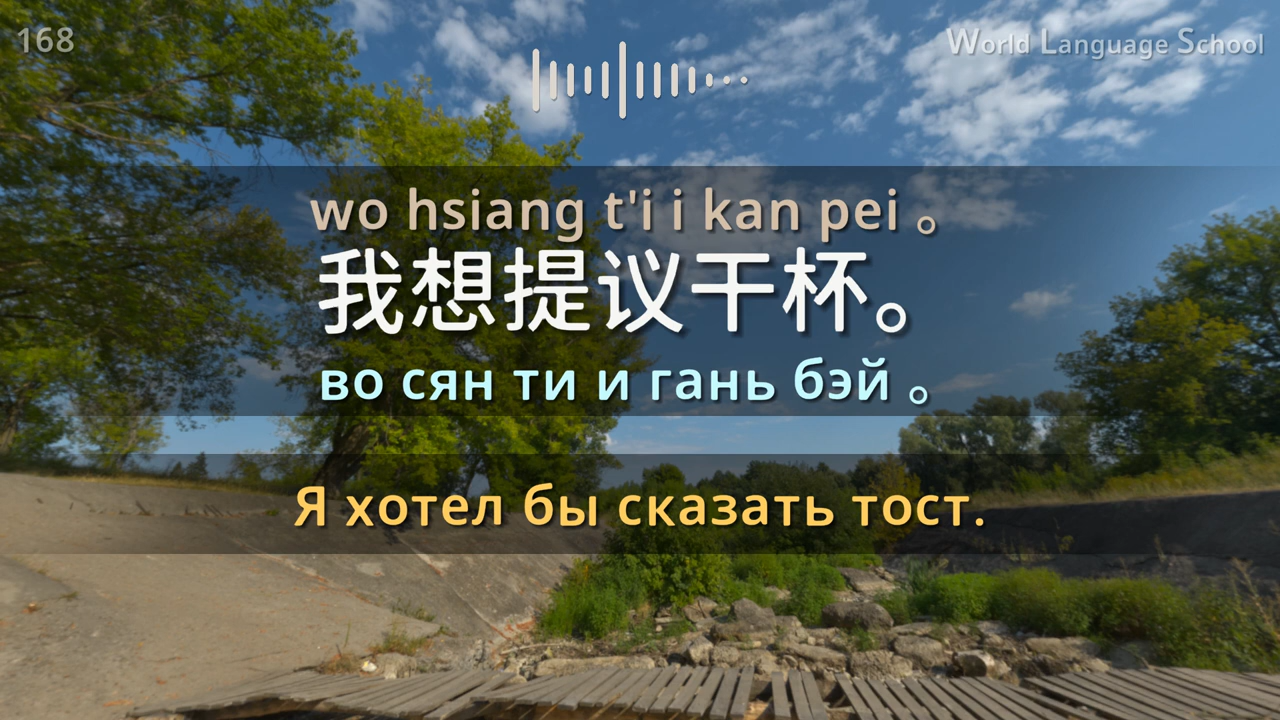 168
World Language School
wo hsiang t'i i kan pei 。
我想提议干杯。
во сян ти и гань бэй 。
Я хотел бы сказать тост.